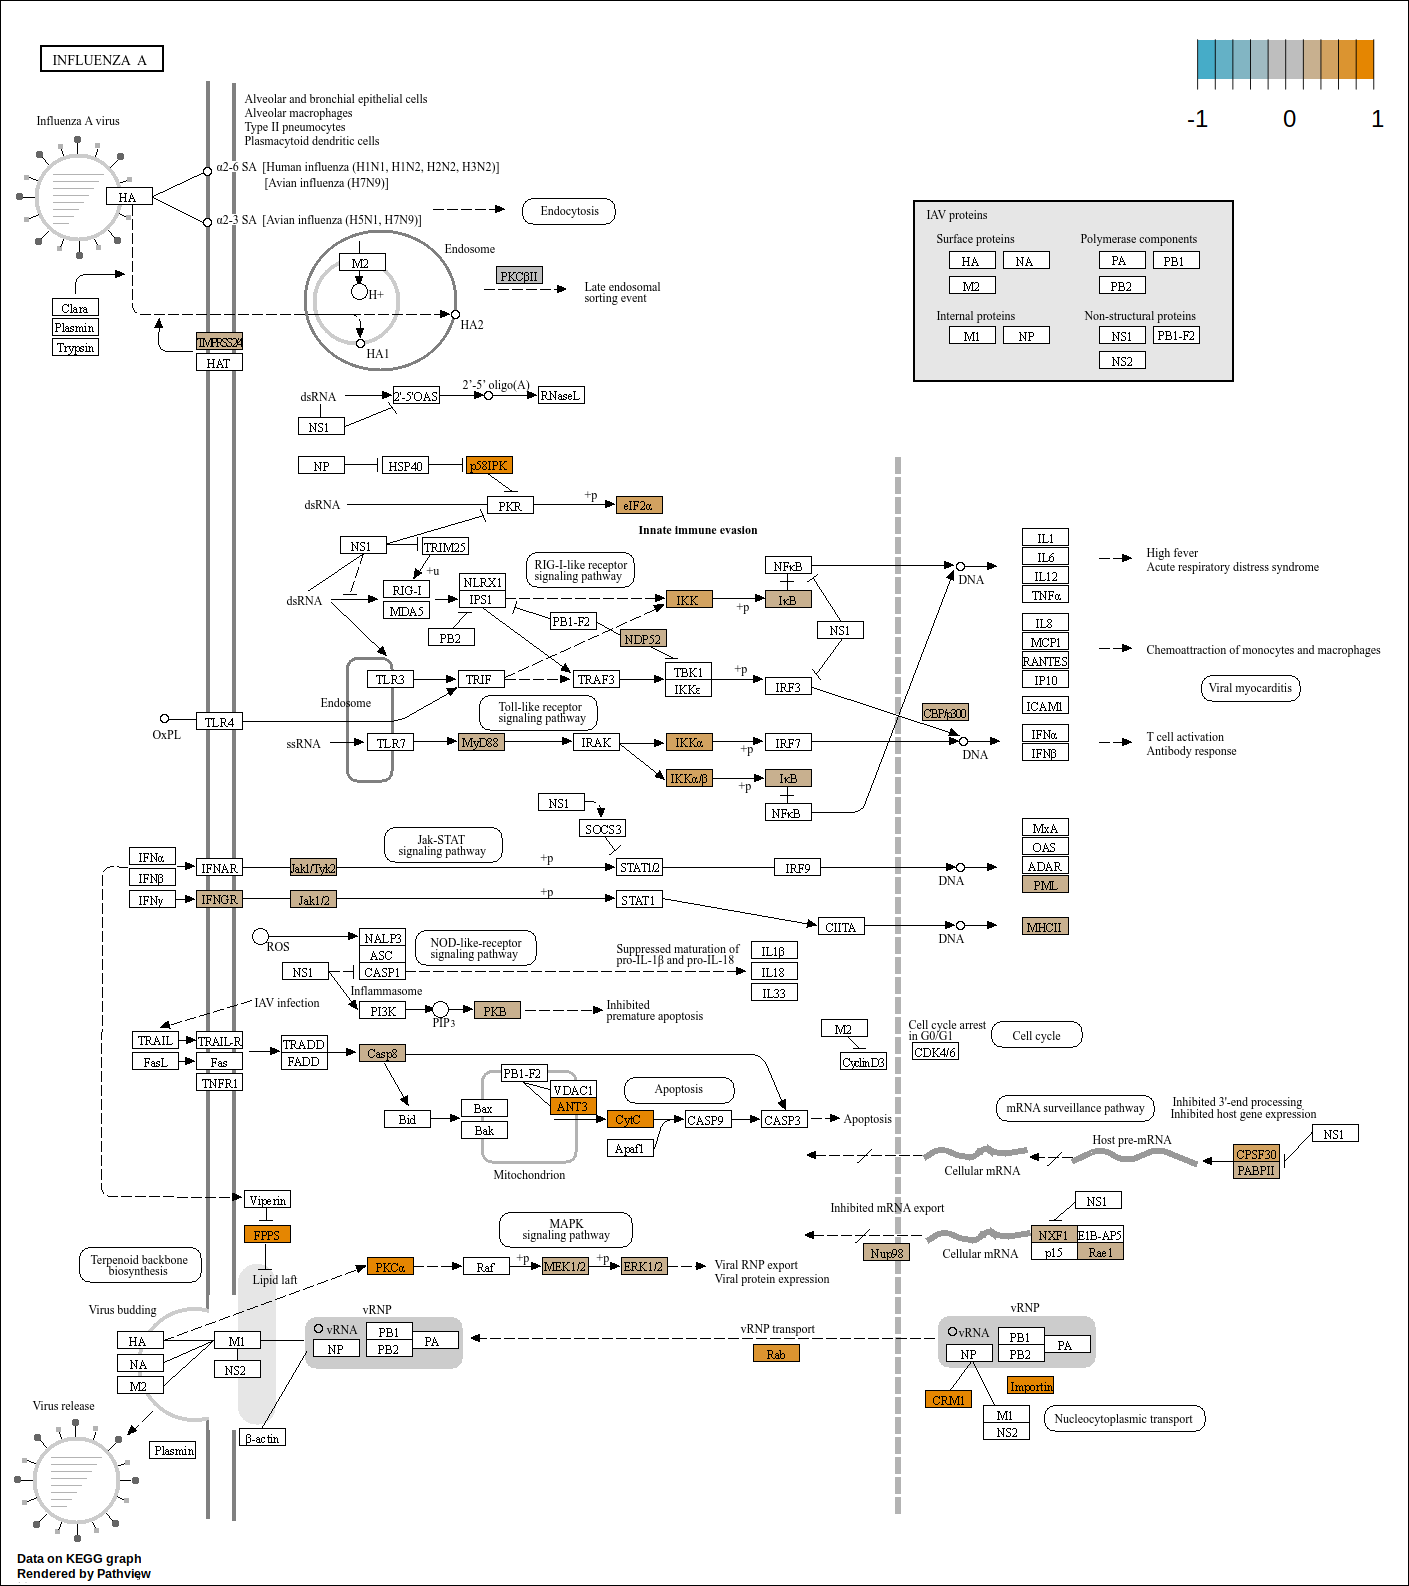 INFLUENZA A
-1 0 1
Influenza A virus
Alveolar and bronchial epithelial cells
Alveolar macrophages
Type II pneumocytes
Plasmacytoid dendritic cells
α2-6 SA [Human influenza (H1N1, H1N2, H2N2, H3N2)]
[Avian influenza (H7N9)]
HA
α2-3 SA [Avian influenza (H5N1, H7N9)]
Endocytosis
Endosome
M2
H+
PKCβII
Late endosomal
sorting event
HA2
HA1
Clara
Plasmin
Trypsin
TMPRSS2/4
HAT
IAV proteins
Surface proteins
HA NA
M2
Polymerase components
PA PB1
PB2
Internal proteins
M1 NP
Non-structural proteins
NS1 PB1-F2
NS2
dsRNA 2'-5'OAS 2'-5' oligo(A) RNaseL
NS1
NP HSP40 p58IPK
dsRNA PKR +p eIF2α
Innate immune evasion
NS1 TRIM25
+u
RIG-I-like receptor
signaling pathway
dsRNA RIG-I
MDA5
NLRX1
IPS1
PB2
PB1-F2
NDP52
IKK +p IκB
NFκB
NS1
DNA
IL1
IL6
IL12
TNFα
High fever
Acute respiratory distress syndrome
IL8
MCP1
RANTES
IP10
Chemoattraction of monocytes and macrophages
Viral myocarditis
ICAM1
IFNα
IFNβ
T cell activation
Antibody response
TLR3 TRIF TRAF3
TBK1
IKKε
+p IRF3
Endosome
Toll-like receptor
signaling pathway
CBP/p300
OxPL TLR4
ssRNA TLR7 MyD88 IRAK IKKα +p IRF7
DNA
IKKα/β +p IκB
NFκB
NS1
SOCS3
Jak-STAT
signaling pathway
IFNα
IFNβ
IFNAR Jak1/Tyk2 +p STAT1/2 IRF9 DNA
MxA
OAS
ADAR
PML
IFNγ IFNGR Jak1/2 +p STAT1
CIITA DNA MHCII
ROS
NALP3
ASC
CASP1
NOD-like-receptor
signaling pathway
NS1
Inflammasome
Suppressed maturation of
pro-IL-1β and pro-IL-18
IL1β
IL18
IL33
IAV infection
PI3K PIP3 PKB
Inhibited
premature apoptosis
TRAIL TRAIL-R
FasL Fas
TNFR1
TRADD
FADD
Casp8
M2
CyclinD3
Cell cycle arrest
in G0/G1
CDK4/6
Cell cycle
PB1-F2
VDAC1
ANT3
Apoptosis
Bid
Bax
Bak
CytC CASP9 CASP3 Apoptosis
Apaf1
Mitochondrion
mRNA surveillance pathway
Inhibited 3'-end processing
Inhibited host gene expression
NS1
Host pre-mRNA
CPSF30
PABPII
Cellular mRNA
Viperin
FPPS
Lipid laft
Inhibited mRNA export
NS1
NXF1 E1B-AP5
p15 Rae1
Cellular mRNA
Nup98
MAPK
signaling pathway
PKCα Raf +p MEK1/2 +p ERK1/2
Viral RNP export
Viral protein expression
Terpenoid backbone
biosynthesis
Virus budding
HA
NA
M2
M1
NS2
vRNP
vRNA
NP
PB1
PB2
PA
vRNP transport
Rab
vRNP
vRNA
NP
PB1
PB2
PA
CRM1
Importin
M1
NS2
Nucleocytoplasmic transport
Virus release
Plasmin
β-actin
Data on KEGG graph
Rendered by Pathview